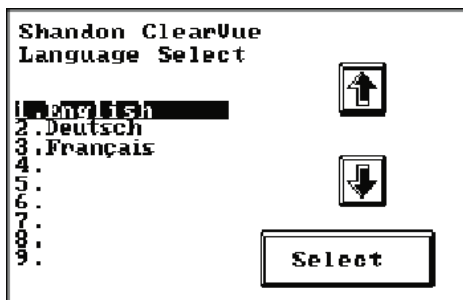 Shandon ClearVue
Language Select
1.English
2.Deutsch
3.Français
4.
5.
6.
7.
8.
9.
Select